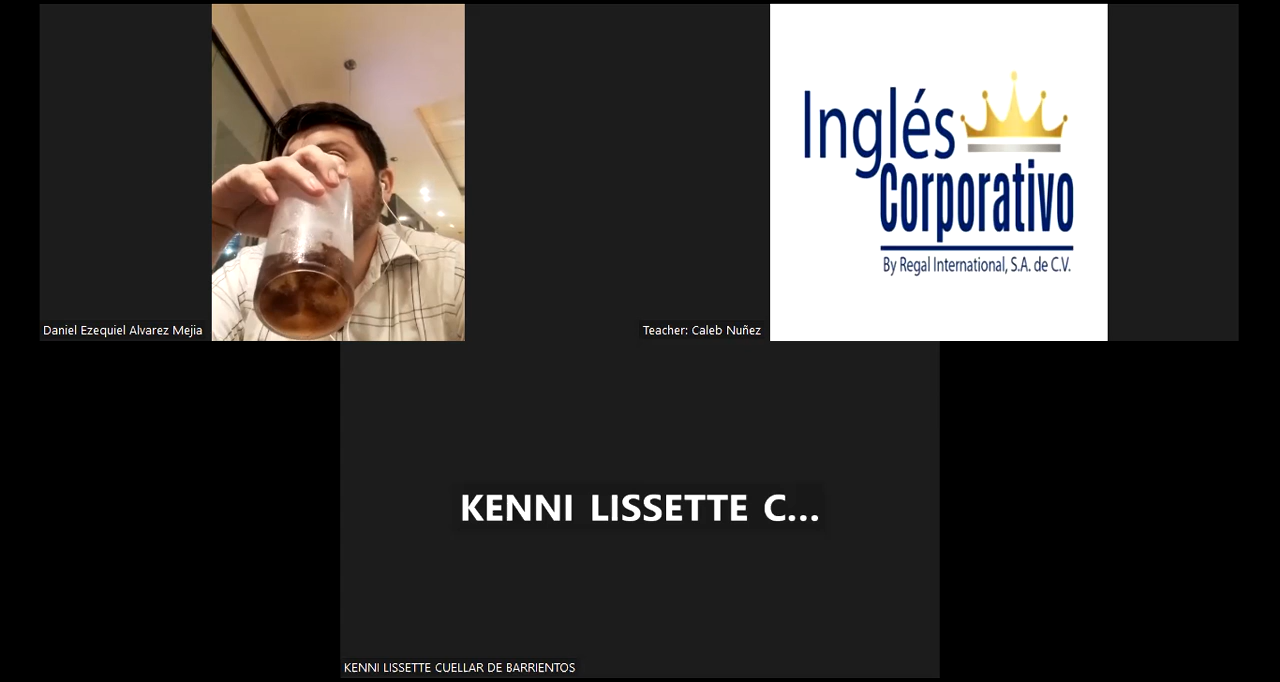 Inglés
Corporativo
By Regal International, S.A. de C.V.
Daniel Ezequiel Alvarez Mejia
Teacher: Caleb Nuñez
KENNI LISSETTE C...
KENNI LISSETTE CUELLAR DE BARRIENTOS